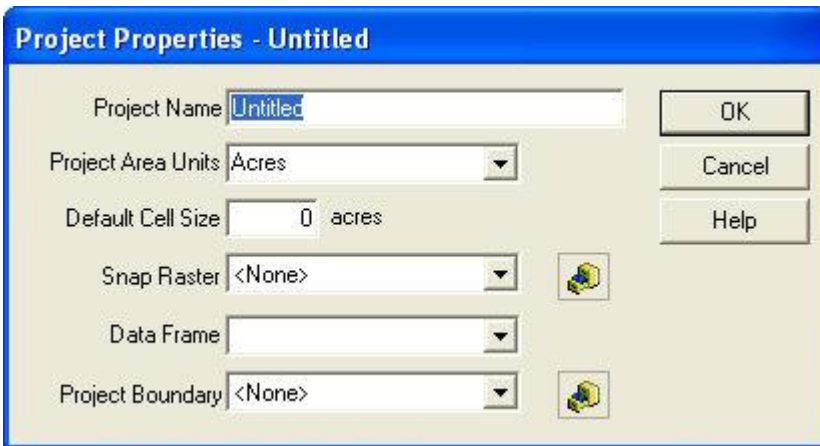 Project Properties - Untitled
Project Name Untitled
OK
Project Area Units Acres
Cancel
Default Cell Size 0 acres
Help
Snap Raster <None>
Data Frame
Project Boundary <None>